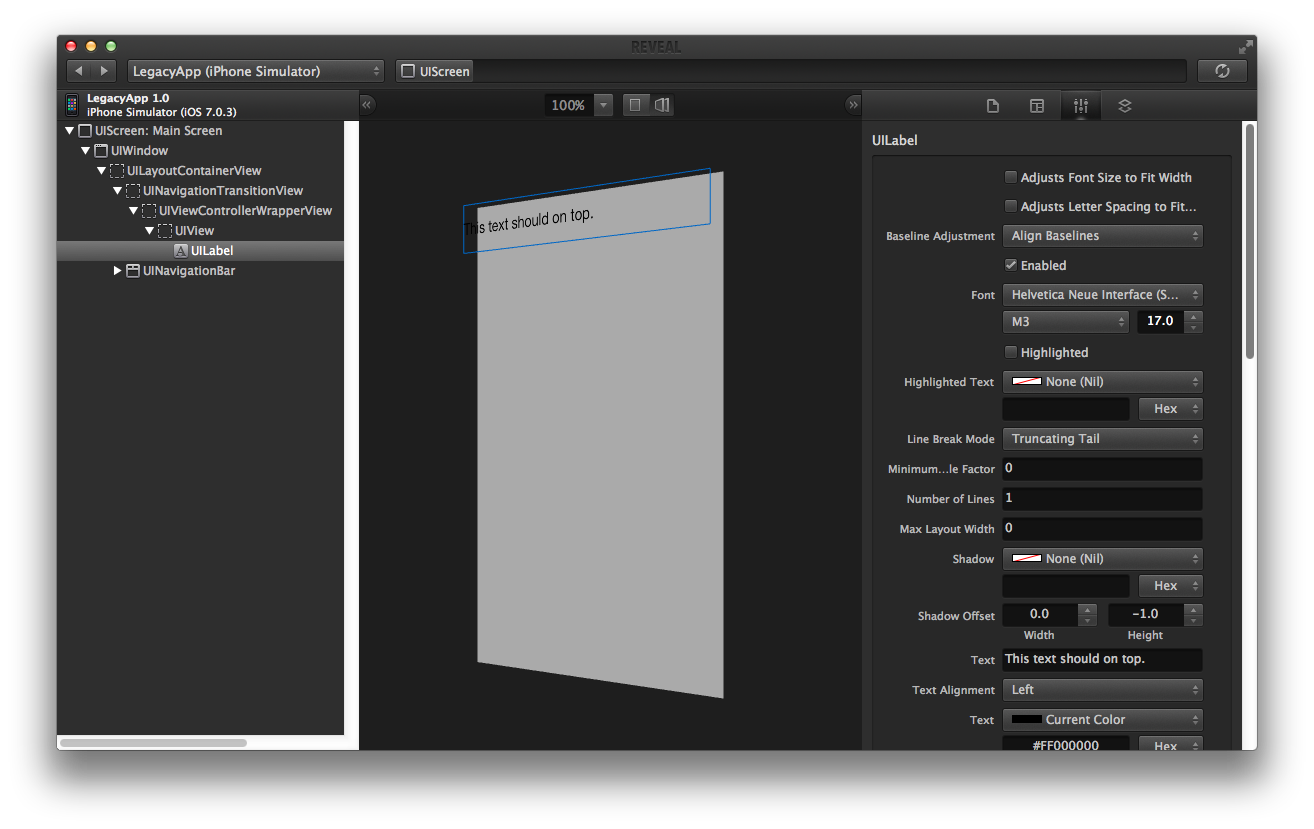 REVEAL
LegacyApp (iPhone Simulator)
UIScreen
LegacyApp 1.0
iPhone Simulator (iOS 7.0.3)
100%
UIScreen: Main Screen
UIWindow
UILayoutContainerView
UINavigationTransitionView
UIViewControllerWrapperView
UIView
A UILabel
UINavigationBar
This text should on top.
UILabel
Adjusts Font Size to Fit Width
Adjusts Letter Spacing to Fit...
Baseline Adjustment Align Baselines
Enabled
Font Helvetica Neue Interface (S...
M3 17.0
Highlighted
Highlighted Text None (Nil)
Hex
Line Break Mode Truncating Tail
Minimum...le Factor 0
Number of Lines 1
Max Layout Width 0
Shadow None (Nil)
Hex
Shadow Offset 0.0 -1.0
Width Height
Text This text should on top.
Text Alignment Left
Text Current Color
#FF000000 Hex